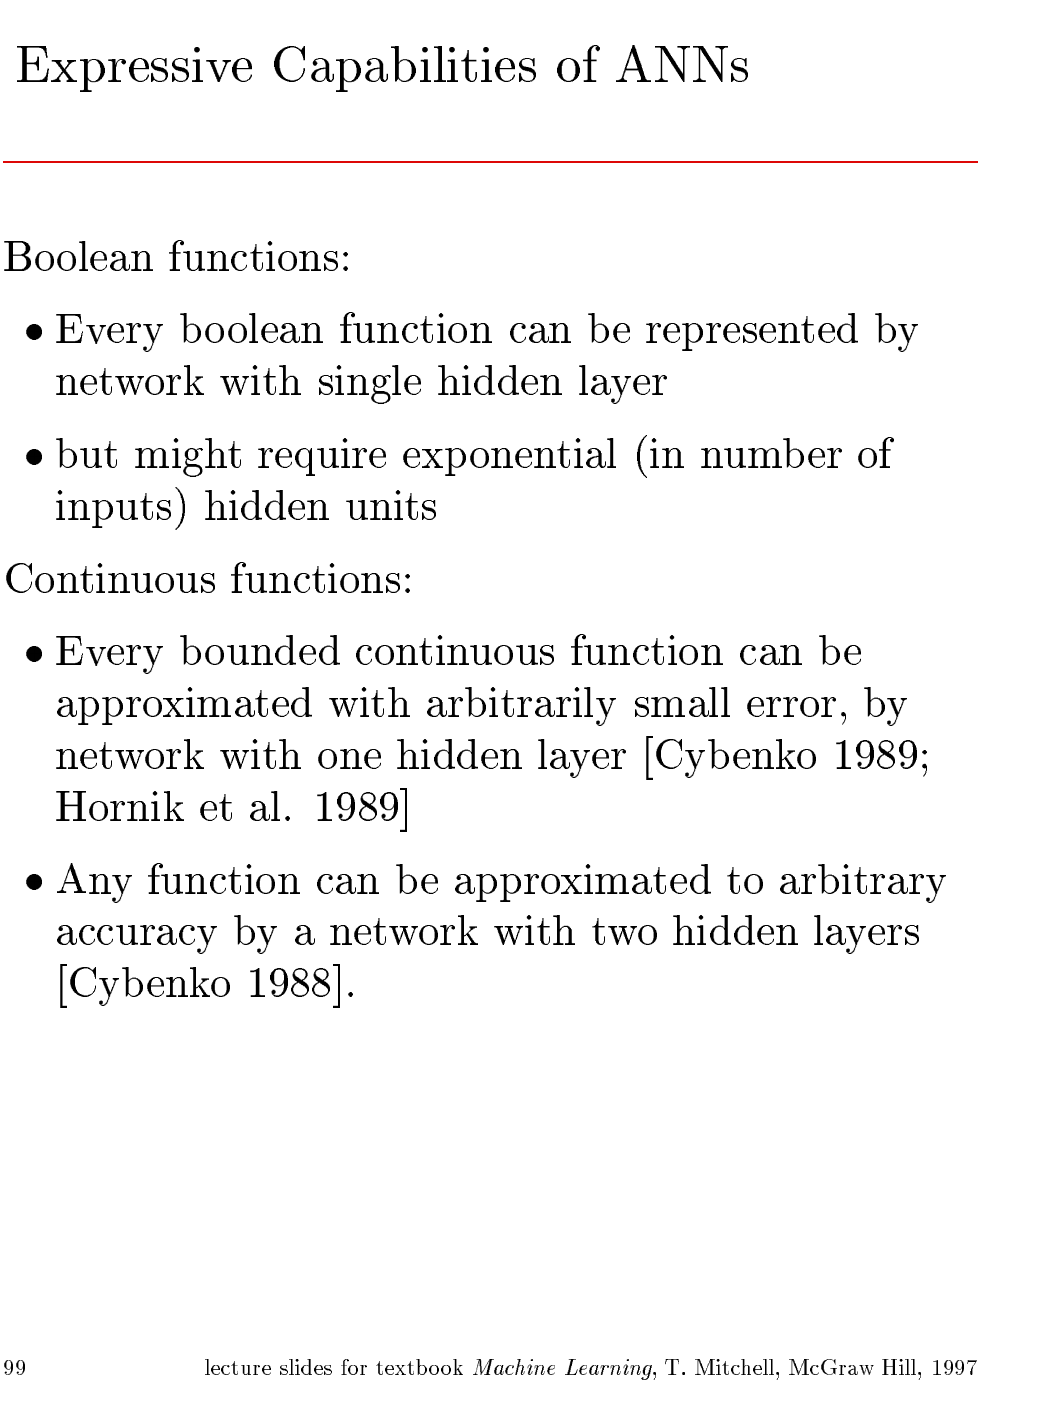 Expressive Capabilities of ANNs
Boolean functions:
• Every boolean function can be represented by
network with single hidden layer
• but might require exponential (in number of
inputs) hidden units
Continuous functions:
• Every bounded continuous function can be
approximated with arbitrarily small error, by
network with one hidden layer [Cybenko 1989;
Hornik et al. 1989]
• Any function can be approximated to arbitrary
accuracy by a network with two hidden layers
[Cybenko 1988].
99 lecture slides for textbook Machine Learning, T. Mitchell, McGraw Hill, 1997